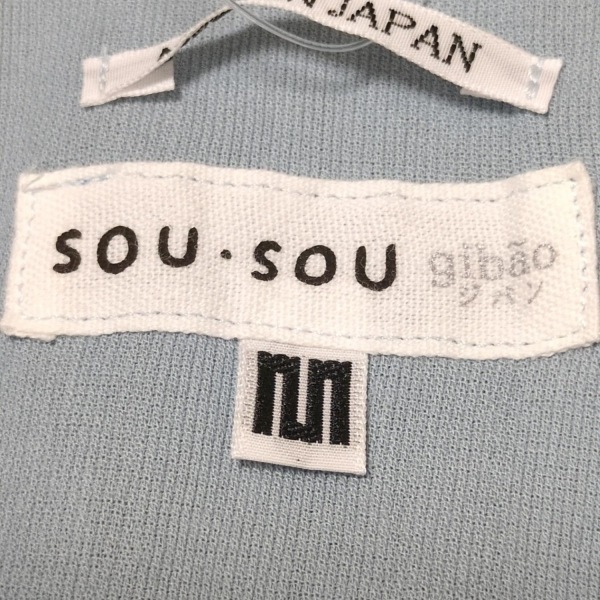 N JAPAN
SOU・SOU gibão
ジバン